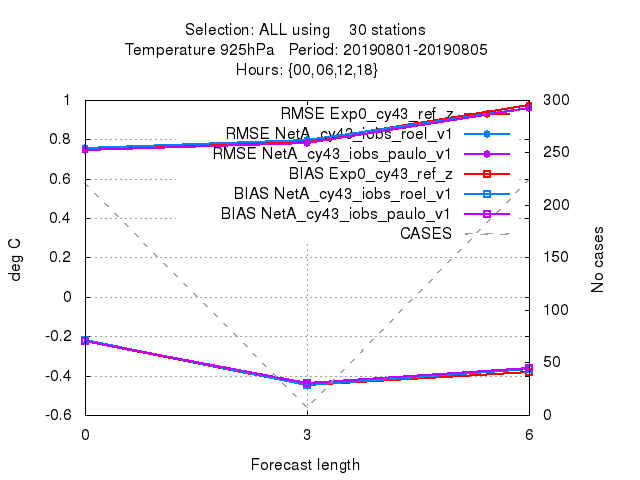 Selection: ALL using    30 stations
Temperature 925hPa   Period: 20190801-20190805
Hours: {00,06,12,18}
RMSE Exp0_cy43_ref_z
RMSE NetA_cy43_iobs_roel_v1
RMSE NetA_cy43_iobs_paulo_v1
BIAS Exp0_cy43_ref_z
BIAS NetA_cy43_iobs_roel_v1
BIAS NetA_cy43_iobs_paulo_v1
CASES
deg C
1
0.8
0.6
0.4
0.2
0
-0.2
-0.4
-0.6
300
250
200
150
100
50
0
No cases
0 3 6
Forecast length